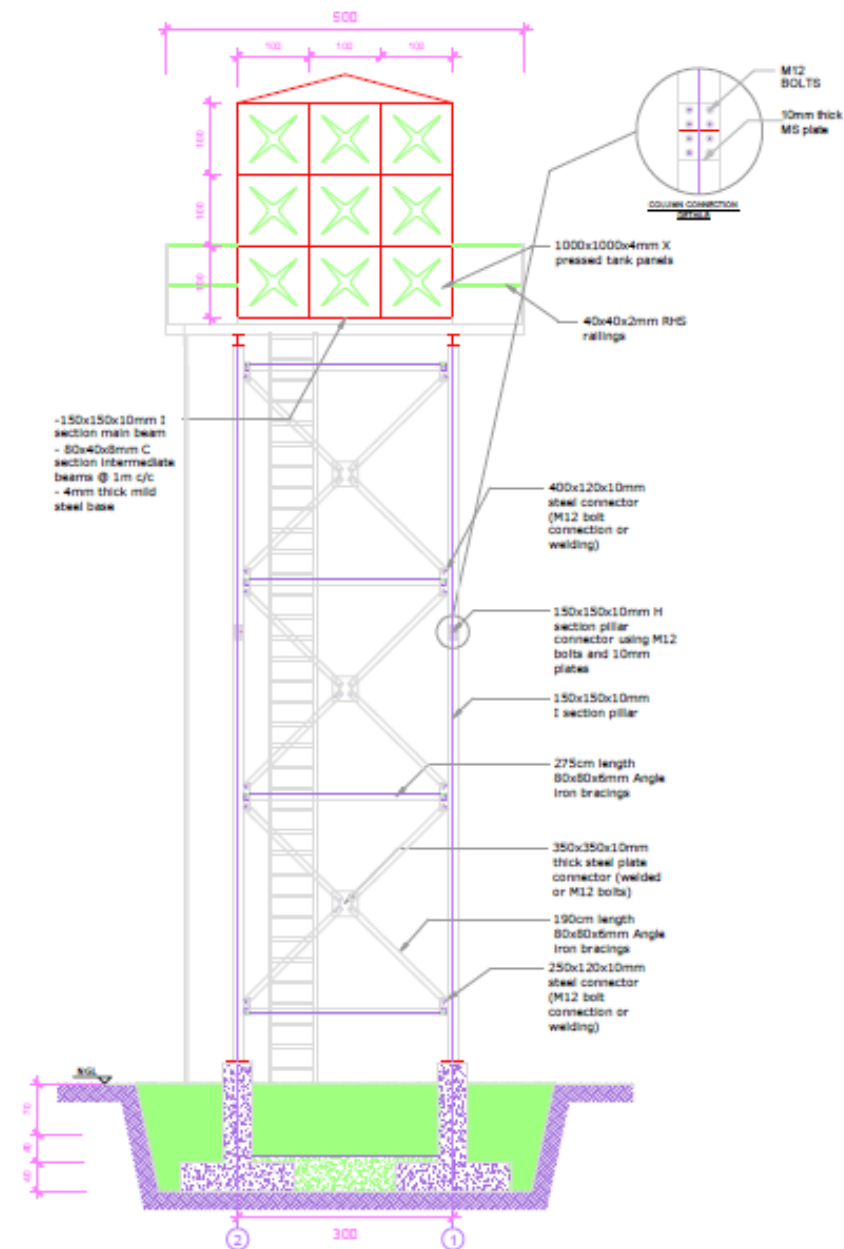 500
100
100
100
M12
BOLTS
10mm thick
MS plate
COLUMN CONNECTION
DETAILS
100
100
100
1000x1000x4mm X
pressed tank panels
40x40x2mm RHS
railings
-150x150x10mm I
section main beam
- 80x40x8mm C
section intermediate
beams @ 1m c/c
- 4mm thick mild
steel base
400x120x10mm
steel connector
(M12 bolt
connection or
welding)
150x150x10mm H
section pillar
connector using M12
bolts and 10mm
plates
150x150x10mm
I section pillar
275cm length
80x80x6mm Angle
iron bracings
350x350x10mm
thick steel plate
connector (welded
or M12 bolts)
190cm length
80x80x6mm Angle
iron bracings
250x120x10mm
steel connector
(M12 bolt
connection or
welding)
NGL
40
300
2
1